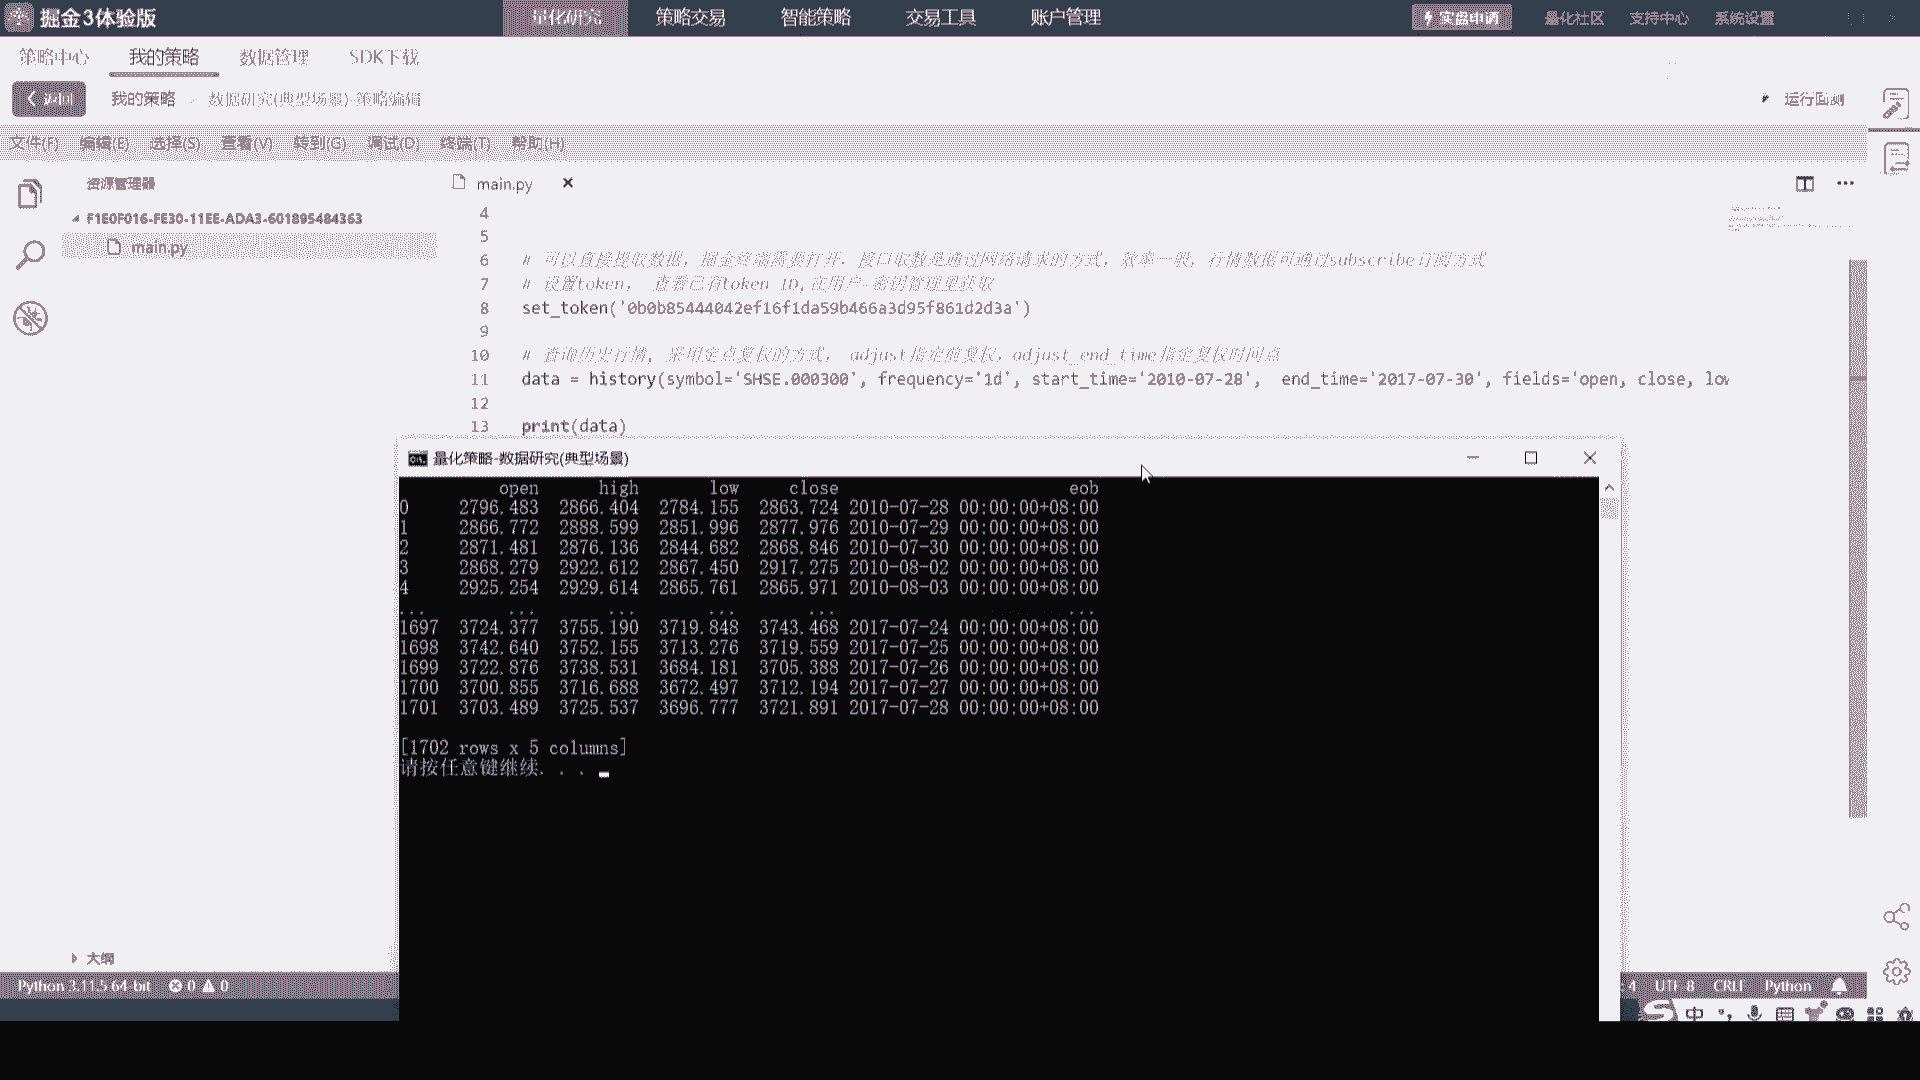 掘金3体验版 量化研究 策略交易 智能策略 交易工具 账户管理 实盘申请 量化社区 支持中心 系统设置
策略中心 我的策略 数据管理 SDK下载
返回 我的策略 数据研究(典型场景)-策略编辑 运行回测
文件(F) 编辑(E) 选择(S) 查看(V) 转到(G) 调试(D) 终端(T) 帮助(H)
资源管理器 main.py
F1E0F016-FE30-11EE-ADA3-601895484363
main.py
4
5
6 # 可以直接提取数据，掘金终端需要打开，接口取数是通过网络请求的方式，效率一般，行情数据可通过subscribe订阅方式
7 # 设置token， 查看已有token ID,在用户-密钥管理里获取
8 set_token('0b0b85444042ef16f1da59b466a3d95f861d2d3a')
9
10 # 查询历史行情, 采用定点复权的方式， adjust指定前复权，adjust_end_time指定复权时间点
11 data = history(symbol='SHSE.000300', frequency='1d', start_time='2010-07-28', end_time='2017-07-30', fields='open, close, low
12
13 print(data)
量化策略-数据研究(典型场景)
open high low close eob
0 2796.483 2866.404 2784.155 2863.724 2010-07-28 00:00:00+08:00
1 2866.772 2888.599 2851.996 2877.976 2010-07-29 00:00:00+08:00
2 2871.481 2876.136 2844.682 2868.846 2010-07-30 00:00:00+08:00
3 2868.279 2922.612 2867.450 2917.275 2010-08-02 00:00:00+08:00
4 2925.254 2929.614 2865.761 2865.971 2010-08-03 00:00:00+08:00
... ... ... ... ... ...
1697 3724.377 3755.190 3719.848 3743.468 2017-07-24 00:00:00+08:00
1698 3742.640 3752.155 3713.276 3719.559 2017-07-25 00:00:00+08:00
1699 3722.876 3738.531 3684.181 3705.388 2017-07-26 00:00:00+08:00
1700 3700.855 3716.688 3672.497 3712.194 2017-07-27 00:00:00+08:00
1701 3703.489 3725.537 3696.777 3721.891 2017-07-28 00:00:00+08:00
[1702 rows x 5 columns]
请按任意键继续. . .
大纲
Python 3.11.5 64-bit 0 0 : 4 UTF 8 CRLF Python
中